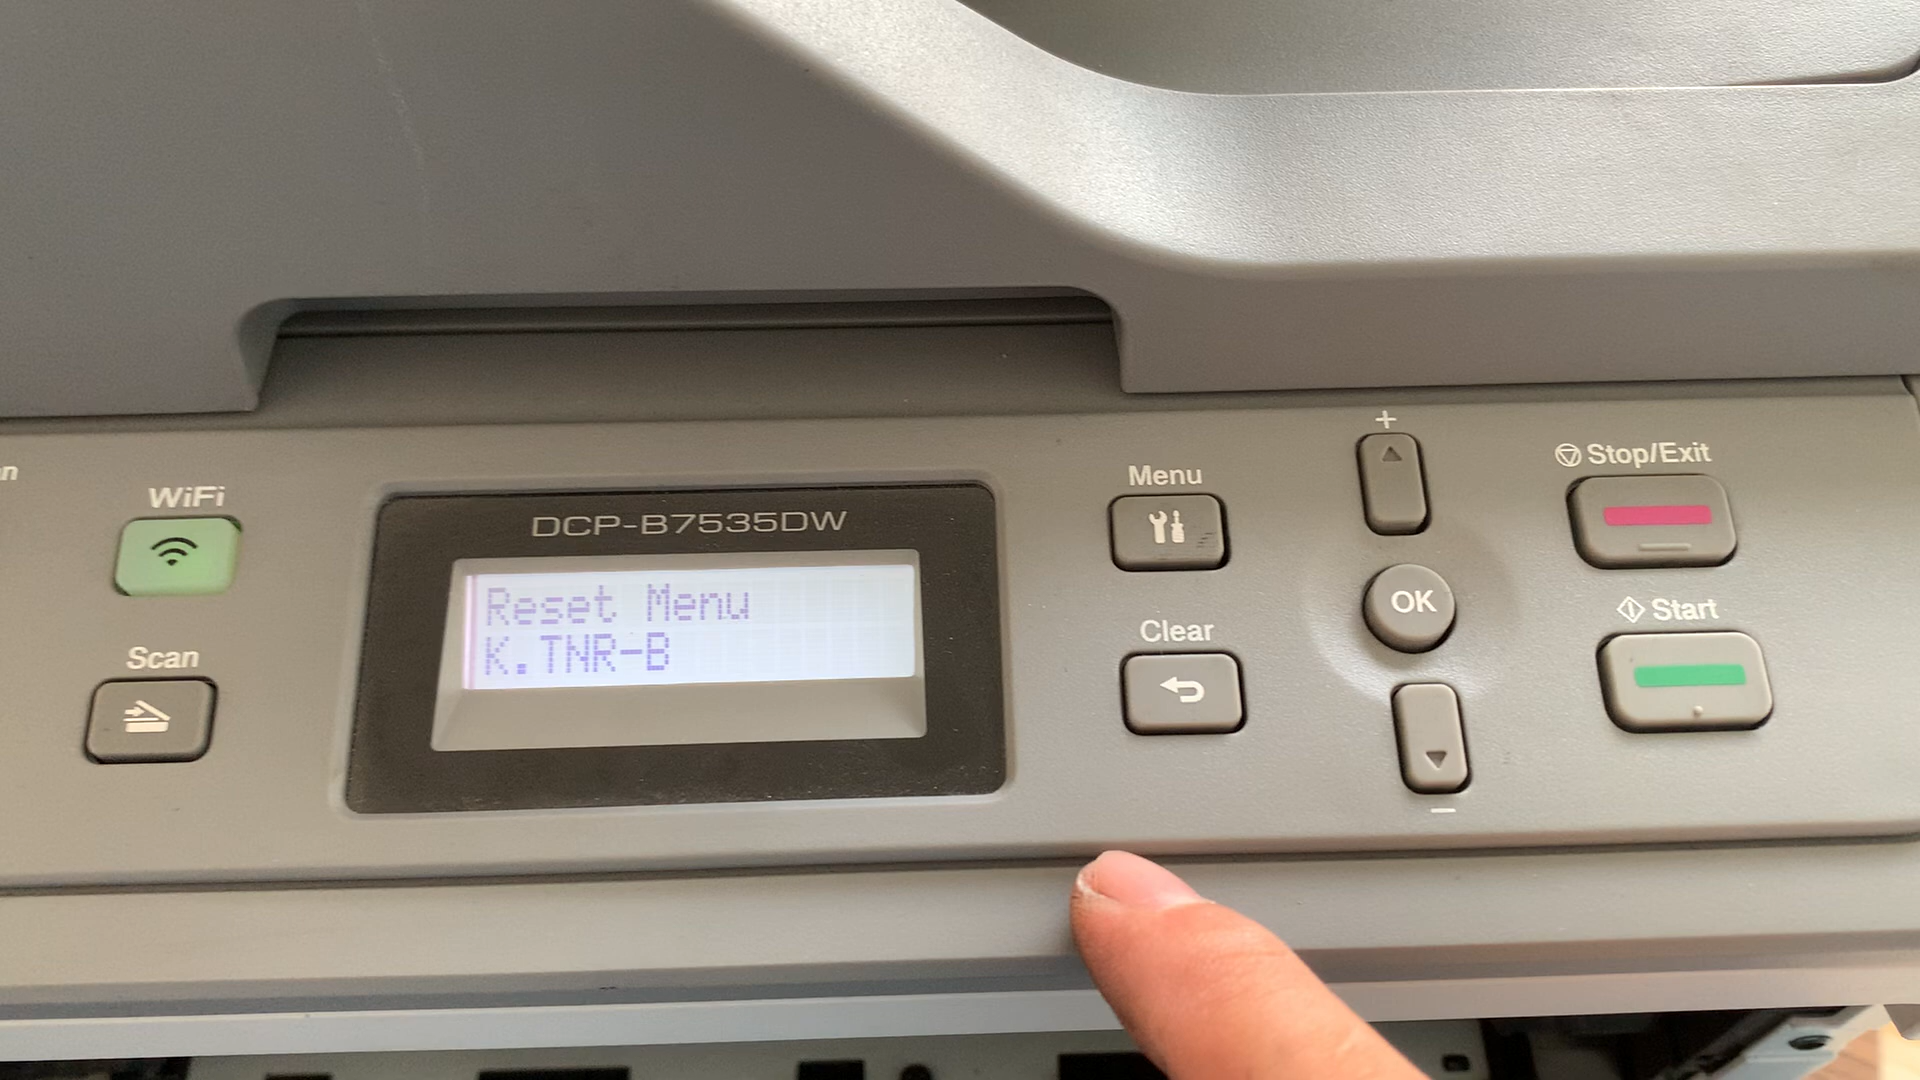 WiFi
Scan
DCP-B7535DW
Reset Menu
K.TNR-B
Menu
Clear
+
OK
-
Stop/Exit
Start